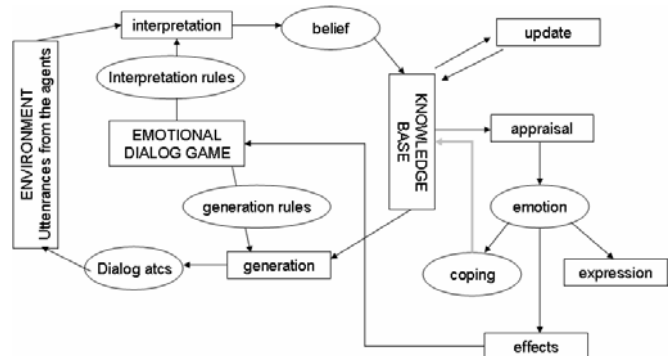 interpretation
belief
update
ENVIRONMENT
Uttenrances from the agents
Interpretation rules
KNOWLEDGE
BASE
EMOTIONAL
DIALOG GAME
appraisal
generation rules
emotion
Dialog atcs
generation
coping
expression
effects